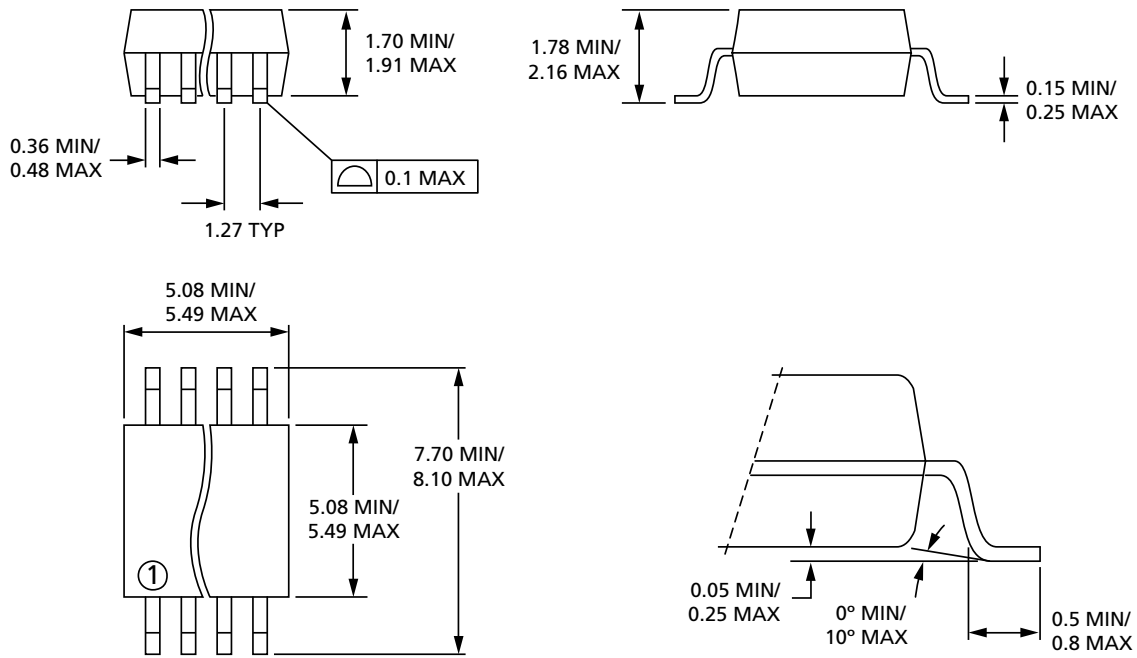 1.70 MIN/
1.91 MAX
0.36 MIN/
0.48 MAX
0.1 MAX
1.27 TYP
1.78 MIN/
2.16 MAX
0.15 MIN/
0.25 MAX
5.08 MIN/
5.49 MAX
7.70 MIN/
8.10 MAX
5.08 MIN/
5.49 MAX
1
0.05 MIN/
0.25 MAX
0° MIN/
10° MAX
0.5 MIN/
0.8 MAX